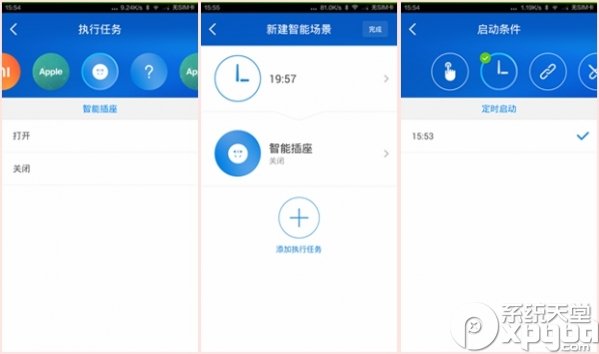 15:54
9.24K/s
无SIM卡
执行任务
mi
Apple
?
Apple
智能插座
打开
关闭
15:55
81.0K/s
无SIM卡
新建智能场景
完成
19:57
智能插座
关闭
添加执行任务
15:54
1.19K/s
无SIM卡
启动条件
定时启动
15:53
系统天堂
.com